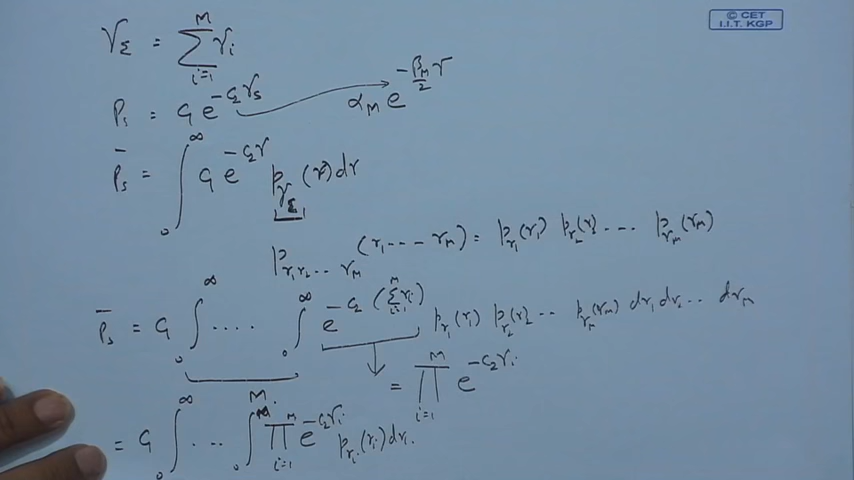 © CET
I.I.T. KGP
γ_Σ = Σ_{i=1}^{M} γ_i
P_s = c_1 e^{-c_2 γ_s} → α_M e^{-β_M/2 γ}
P̄_s = ∫_0^∞ c_1 e^{-c_2 γ} p_{γ_Σ}(γ) dγ
p_{γ_1 γ_2 ... γ_M}(γ_1 --- γ_M) = p_{γ_1}(γ_1) p_{γ_2}(γ_2) ---- p_{γ_M}(γ_M)
P̄_s = c_1 ∫_0^∞ .... ∫_0^∞ e^{-c_2 (Σ_{i=1}^{M} γ_i)} p_{γ_1}(γ_1) p_{γ_2}(γ_2) -- p_{γ_M}(γ_M) dγ_1 dγ_2 ... dγ_M
M. = Π_{i=1}^{M} e^{-c_2 γ_i}
= c_1 ∫_0^∞ ... ∫_0^∞ Π_{i=1}^{M} e^{-c_2 γ_i} p_{γ_i}(γ_i) dγ_i.